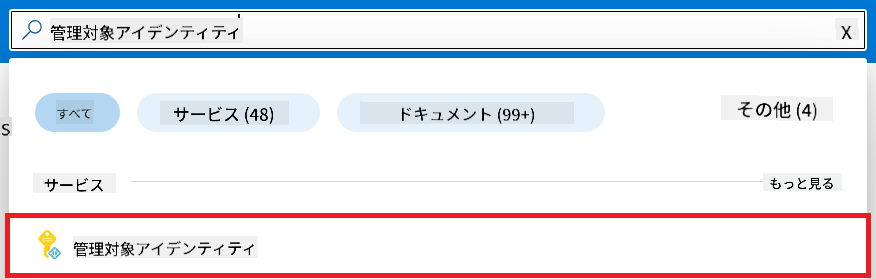 管理対象アイデンティティ X
すべて サービス (48) ドキュメント (99+) その他 (4)
S
サービス もっと見る
管理対象アイデンティティ